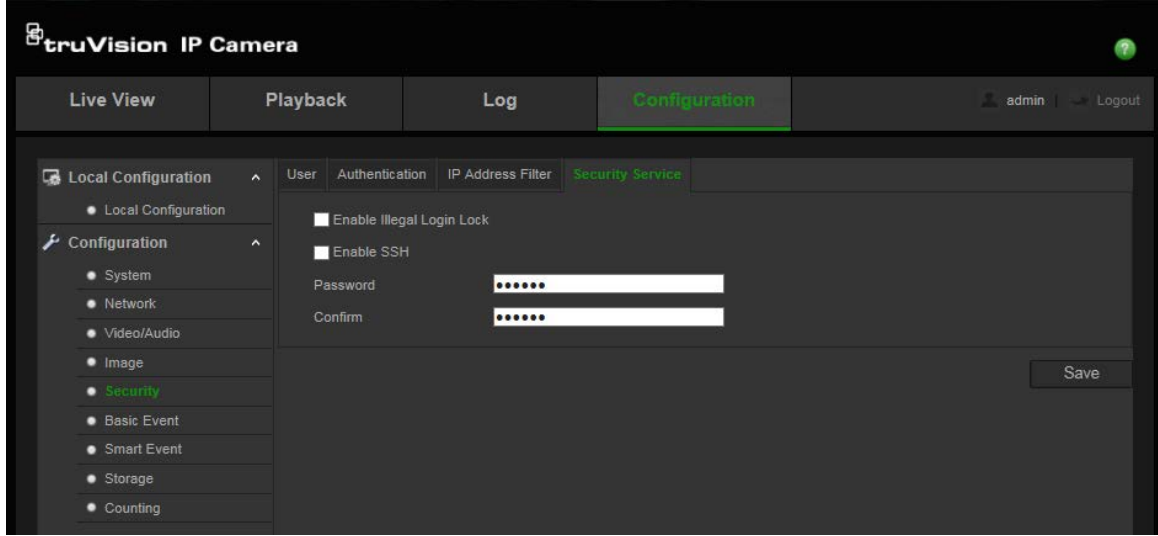 truVision IP Camera
?
Live View Playback Log Configuration admin Logout
Local Configuration
Local Configuration
Configuration
System
Network
Video/Audio
Image
Security
Basic Event
Smart Event
Storage
Counting
User Authentication IP Address Filter Security Service
Enable Illegal Login Lock
Enable SSH
Password ••••••
Confirm ••••••
Save